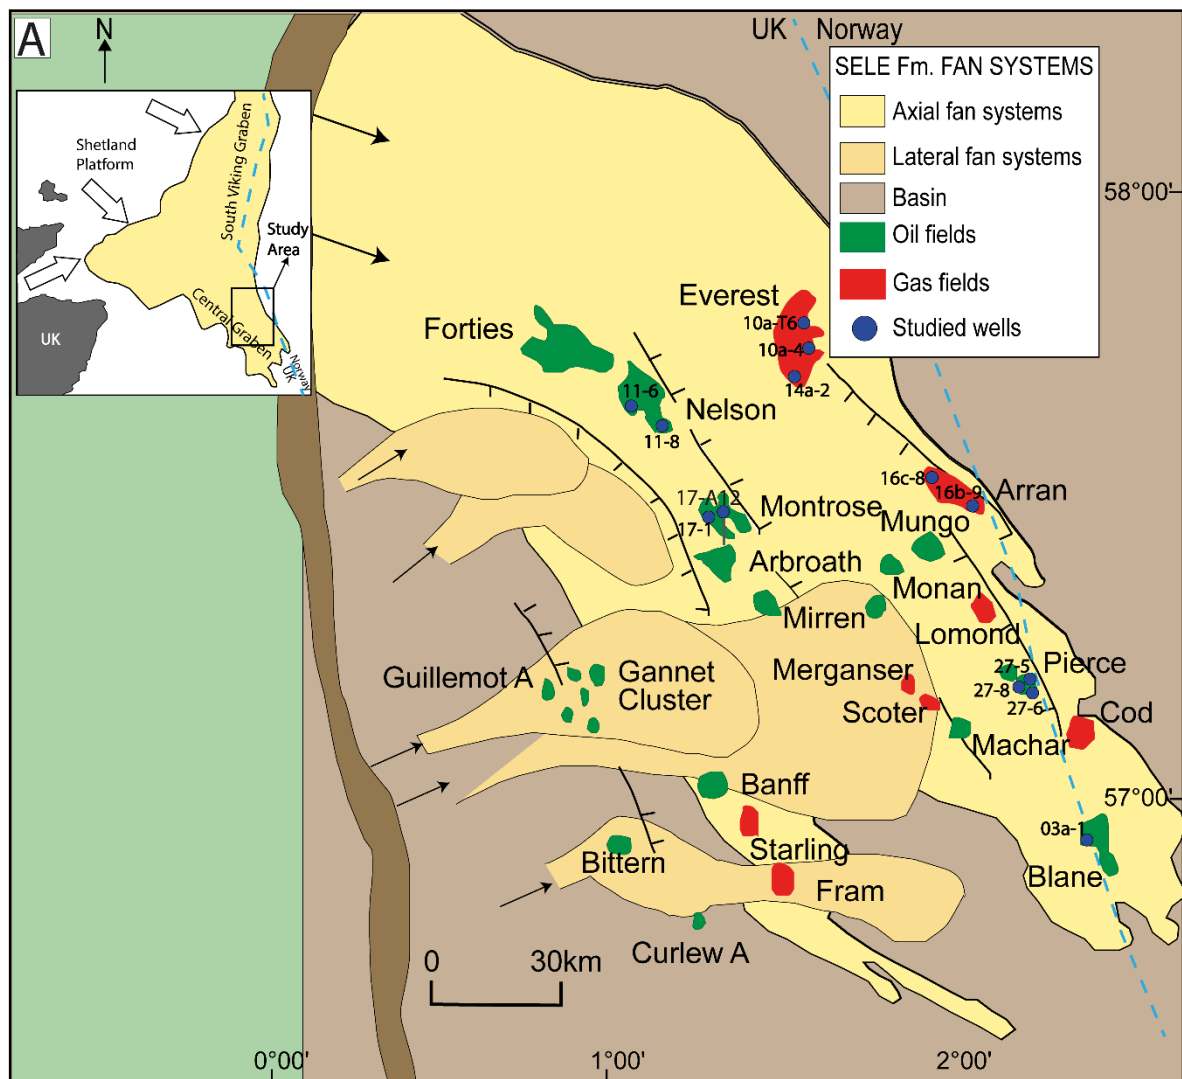 A
N
UK Norway
SELE Fm. FAN SYSTEMS
Axial fan systems
Lateral fan systems
Basin
Oil fields
Gas fields
Studied wells
58°00'
Shetland
Platform
South Viking Graben
Study
Area
Central Graben
UK
Norway
UK
Everest
10a-T6
10a-4
14a-2
Forties
11-6
Nelson
11-8
16c-8
16b-9
Arran
17-A12
17-1
Montrose
Mungo
Arbroath
Monan
Mirren
Lomond
Guillemot A
Gannet
Cluster
Merganser
Scoter
27-5
Pierce
27-8
27-6
Cod
Machar
Banff
57°00'
03a-1
Starling
Bittern
Blane
Fram
Curlew A
0 30km
0°00' 1°00' 2°00'